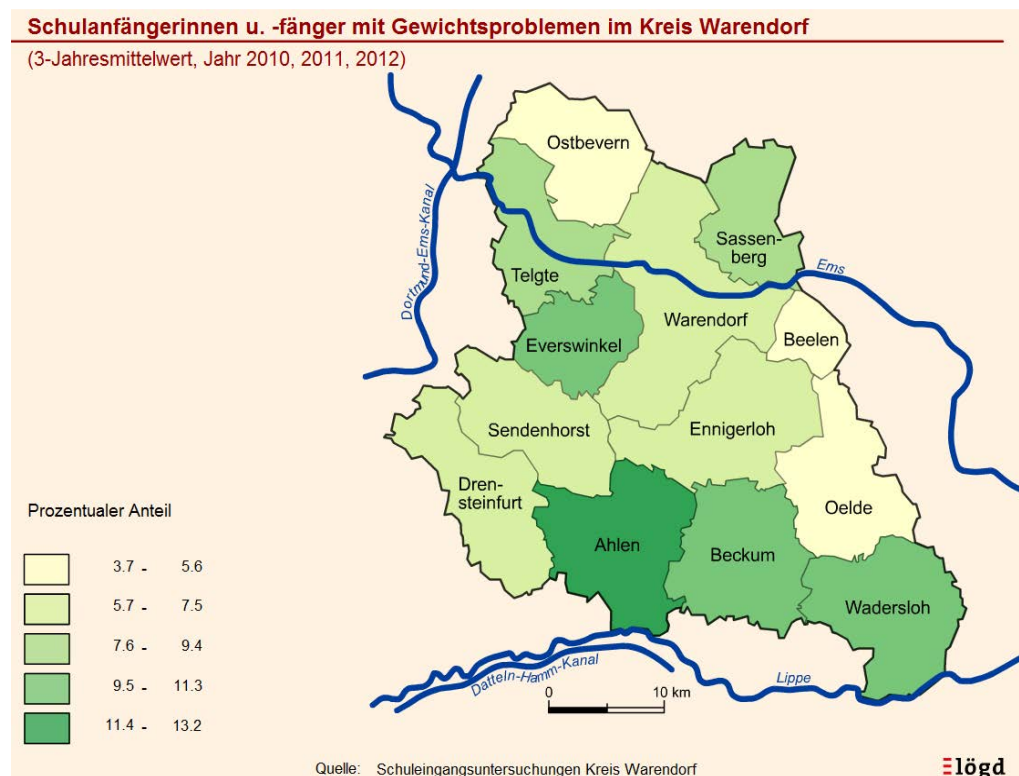 Schulanfängerinnen u. -fänger mit Gewichtsproblemen im Kreis Warendorf
(3-Jahresmittelwert, Jahr 2010, 2011, 2012)
Ostbevern
Dortmund-Ems-Kanal
Sassen-
berg
Telgte
Ems
Warendorf
Everswinkel
Beelen
Sendenhorst
Ennigerloh
Dren-
steinfurt
Oelde
Ahlen
Beckum
Wadersloh
Datteln-Hamm-Kanal
Lippe
0 10 km
Prozentualer Anteil
3.7 - 5.6
5.7 - 7.5
7.6 - 9.4
9.5 - 11.3
11.4 - 13.2
Quelle: Schuleingangsuntersuchungen Kreis Warendorf
lögd